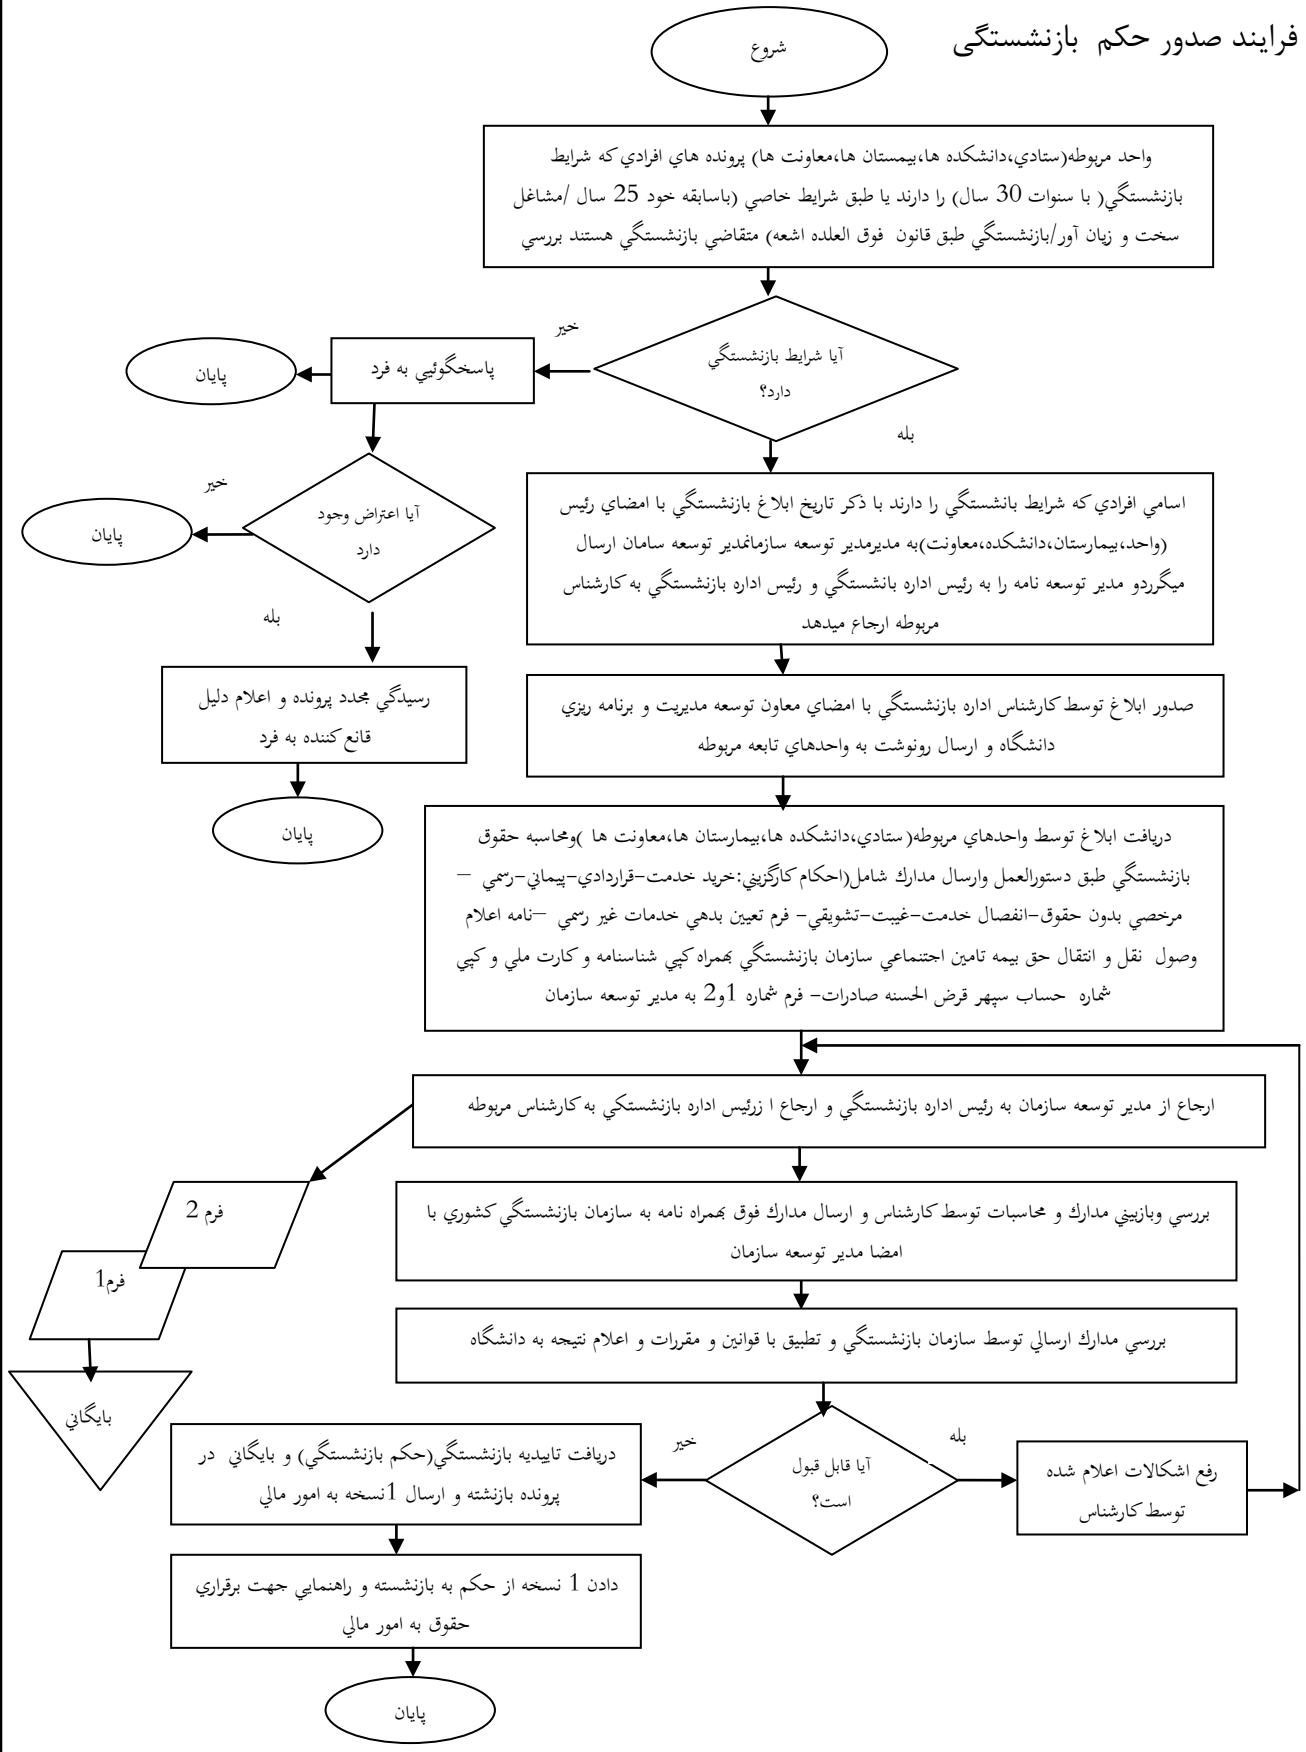 فرایند صدور حکم بازنشستگی
شروع
واحد مربوطه(ستادي،دانشكده ها،بيمستان ها،معاونت ها) پرونده هاي افرادي كه شرايط
بازنشستگي( با سنوات 30 سال) را دارند يا طبق شرايط خاصي (باسابقه خود 25 سال /مشاغل
سخت و زيان آور/بازنشستگي طبق قانون فوق العلده اشعه) متقاضي بازنشستگي هستند بررسي
آيا شرايط بازنشستگي
دارد؟
خير
پاسخگوئيي به فرد
پايان
بله
آيا اعتراض وجود
دارد
خير
پايان
بله
رسيدگي مجدد پرونده و اعلام دليل
قانع كننده به فرد
پايان
اسامي افرادي كه شرايط بانشستگي را دارند با ذكر تاريخ ابلاغ بازنشستگي با امضاي رئيس
(واحد،بيمارستان،دانشكده،معاونت)به مديرمدير توسعه سازماندير توسعه سامان ارسال
ميگرردو مدير توسعه نامه را به رئيس اداره بانشستگي و رئيس اداره بازنشستگي به كارشناس
مربوطه ارجاع ميدهد
صدور ابلاغ توسط كارشناس اداره بازنشستگي با امضاي معاون توسعه مديريت و برنامه ريزي
دانشگاه و ارسال رونوشت به واحدهاي تابعه مربوطه
دريافت ابلاغ توسط واحدهاي مربوطه( ستادي،دانشكده ها،بيمارستان ها،معاونت ها )ومحاسبه حقوق
بازنشستگي طبق دستورالعمل وارسال مدارك شامل(احكام كارگزيني:خريد خدمت-قراردادي-پيماني-رسمي –
مرخصي بدون حقوق-انفصال خدمت-غيبت-تشويقي- فرم تعيين بدهي خدمات غير رسمي –نامه اعلام
وصول نقل و انتقال حق بيمه تامين اجتنماعي سازمان بازنشستگي بهمراه كپي شناسنامه و كارت ملي و كپي
شماره حساب سپهر قرض الحسنه صادرات- فرم شماره 1و2 به مدير توسعه سازمان
ارجاع از مدير توسعه سازمان به رئيس اداره بازنشستگي و ارجاع ا زرئيس اداره بازنشستكي به كارشناس مربوطه
فرم 2
فرم1
بايگاني
بررسي وبازبيني مدارك و محاسبات توسط كارشناس و ارسال مدارك فوق بهمراه نامه به سازمان بازنشستگي كشوري با
امضا مدير توسعه سازمان
بررسي مدارك ارسالي توسط سازمان بازنشستگي و تطبيق با قوانين و مقررات و اعلام نتيجه به دانشگاه
آيا قابل قبول
است؟
بله
رفع اشكالات اعلام شده
توسط كارشناس
خير
دريافت تاييديه بازنشستگي(حكم بازنشستگي) و بايگاني در
پرونده بازنشته و ارسال 1نسخه به امور مالي
دادن 1 نسخه از حكم به بازنشسته و راهنمايي جهت برقراري
حقوق به امور مالي
پايان